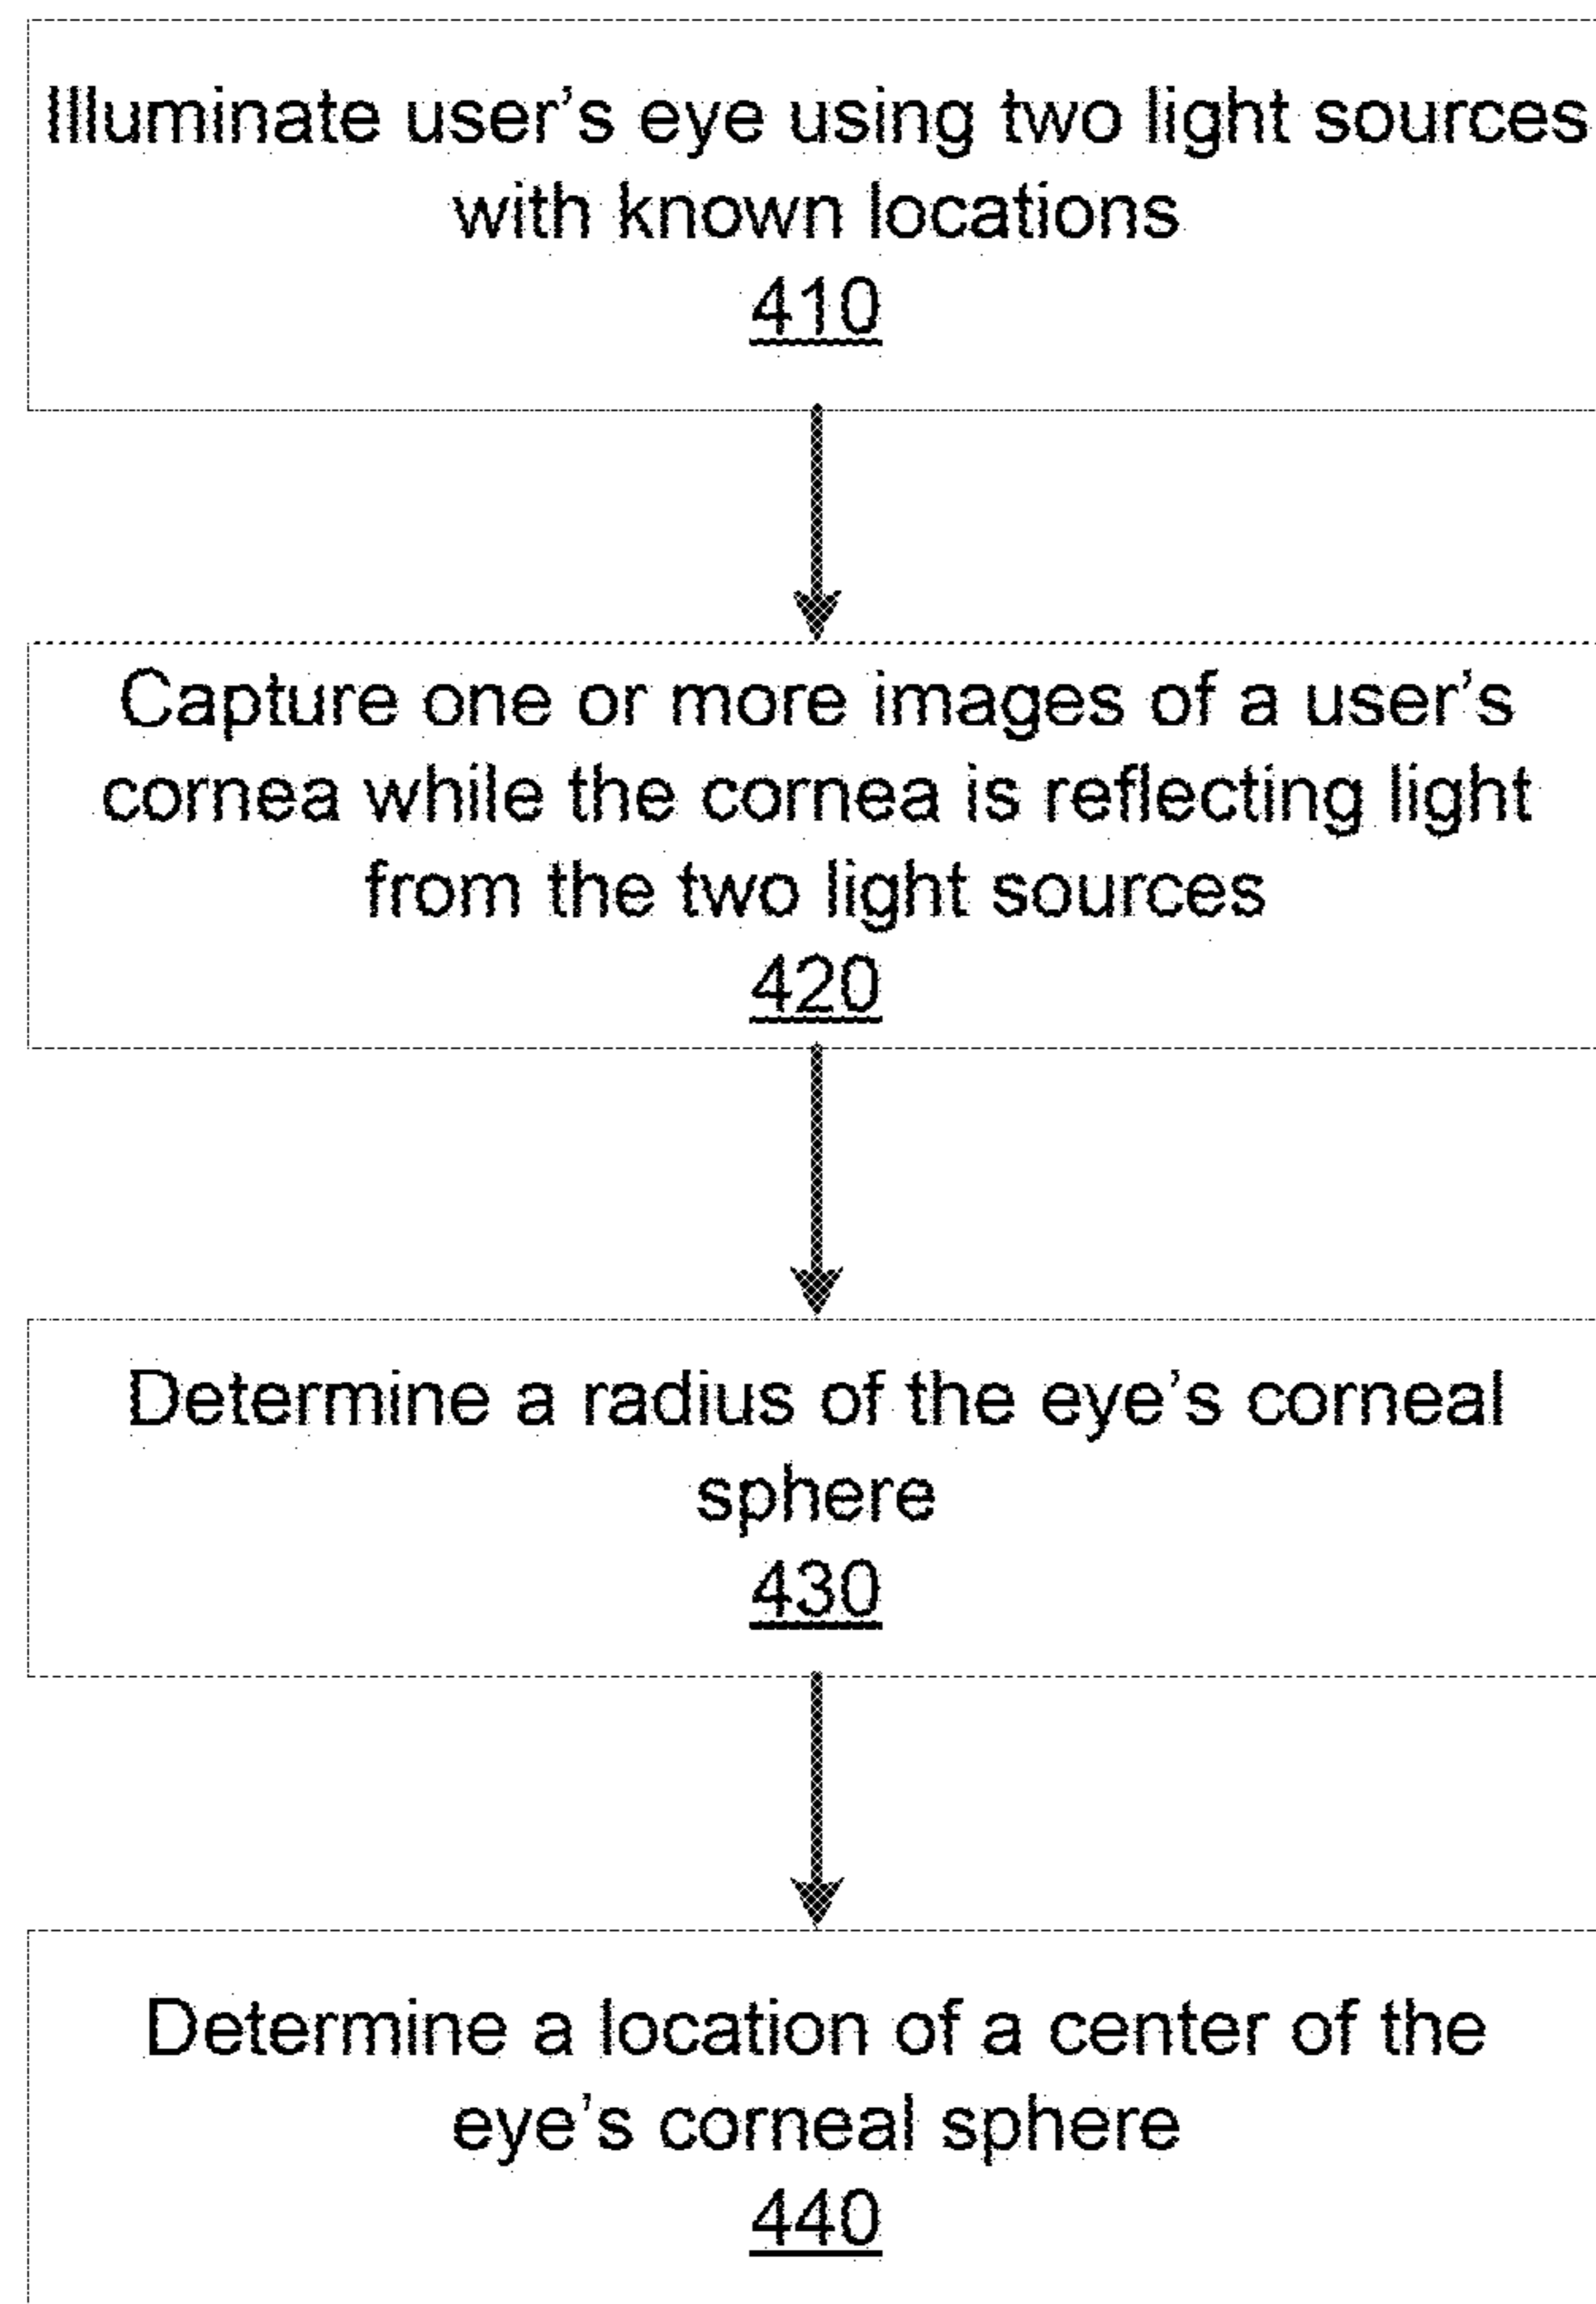 Illuminate user's eye using two light sources
with known locations
410
Capture one or more images of a user's
cornea while the cornea is reflecting light
from the two light sources
420
Determine a radius of the eye's corneal
sphere
430
Determine a location of a center of the
eye's corneal sphere
440